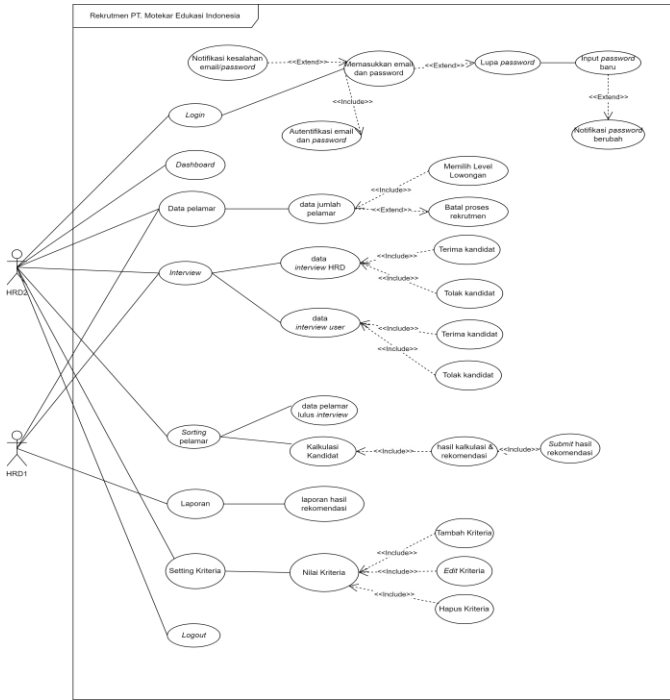 Rekrutmen PT. Motekar Edukasi Indonesia
Notifikasi kesalahan
email/password
<<Extend>>
Memasukkan email
dan password
<<Extend>>
Lupa password
Input password
baru
<<Extend>>
Notifikasi password
berubah
<<Include>>
Autentifikasi email
dan password
Login
Dashboard
Data pelamar
data jumlah
pelamar
<<Include>>
Memilih Level
Lowongan
<<Extend>>
Batal proses
rekrutmen
HRD2
Interview
data
interview HRD
<<Include>>
Terima kandidat
<<Include>>
Tolak kandidat
data
interview user
<<Include>>
Terima kandidat
<<Include>>
Tolak kandidat
HRD1
Sorting
pelamar
data pelamar
lulus interview
Kalkulasi
Kandidat
<<Include>>
hasil kalkulasi &
rekomendasi
<<Include>>
Submit hasil
rekomendasi
Laporan
laporan hasil
rekomendasi
Setting Kriteria
Nilai Kriteria
<<Include>>
Tambah Kriteria
<<Include>>
Edit Kriteria
<<Include>>
Hapus Kriteria
Logout